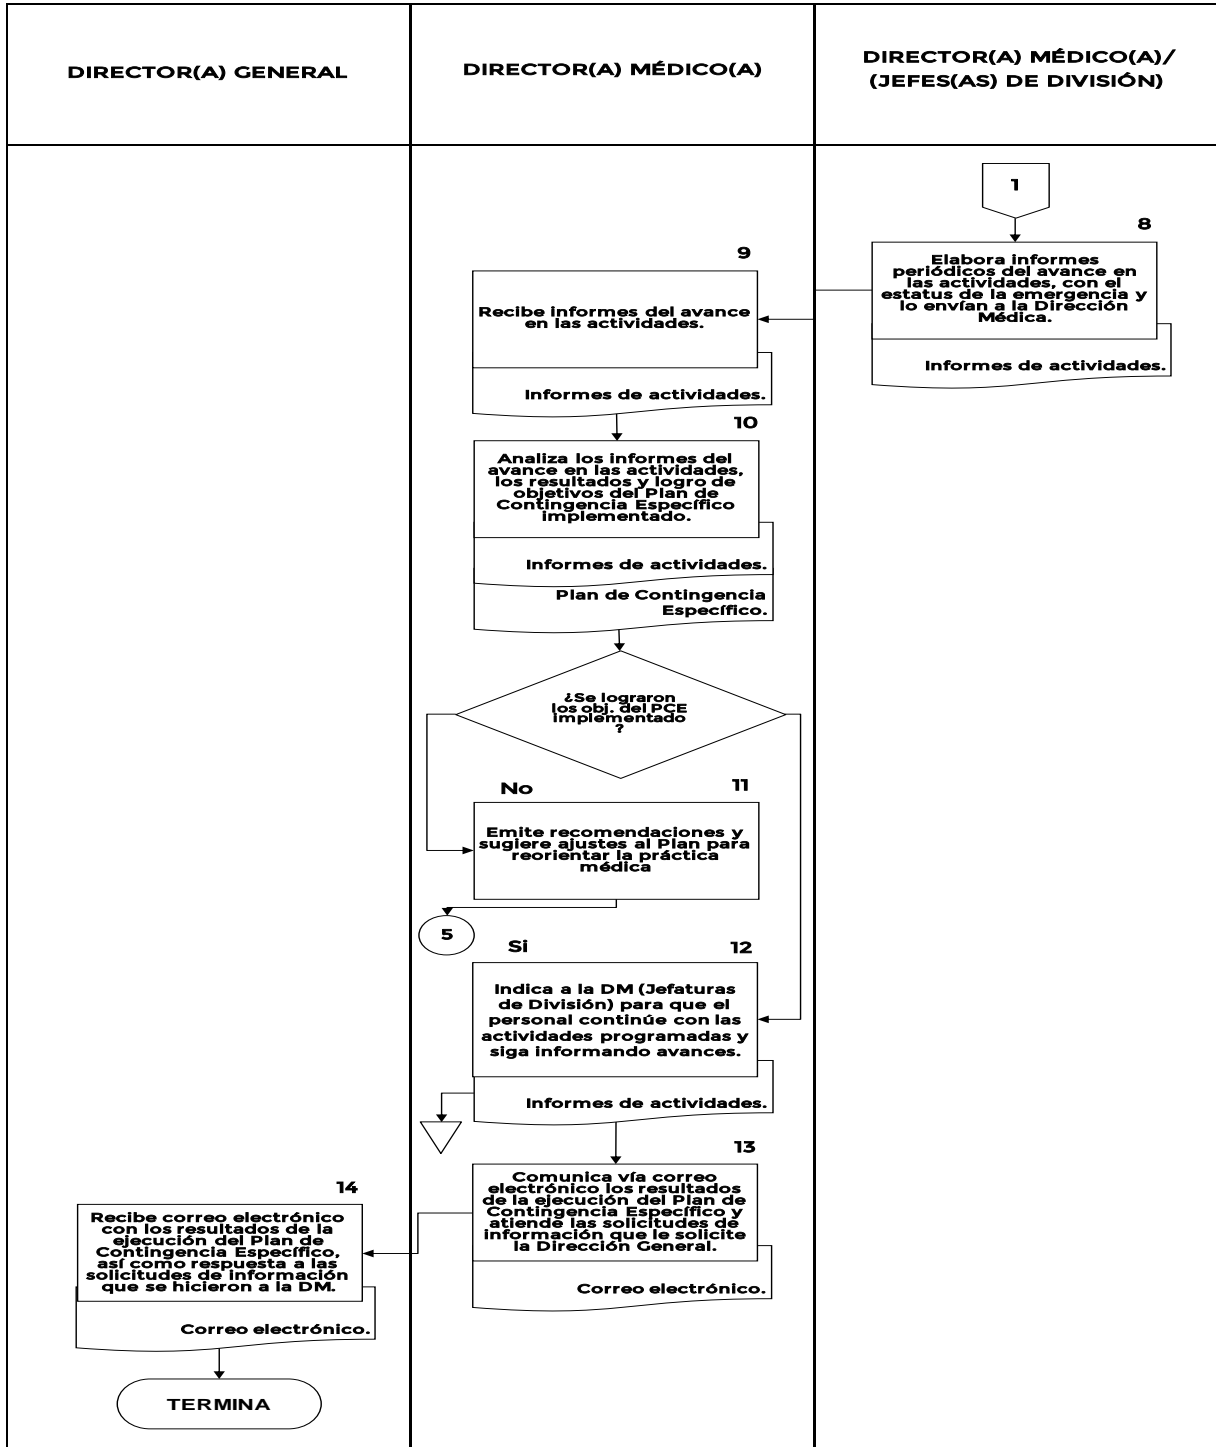 DIRECTOR(A) GENERAL
DIRECTOR(A) MÉDICO(A)
DIRECTOR(A) MÉDICO(A)/
(JEFES(AS) DE DIVISIÓN)
1
8
Elabora informes
periódicos del avance en
las actividades, con el
estatus de la emergencia y
lo envían a la Dirección
Médica.
Informes de actividades.
9
Recibe informes del avance
en las actividades.
Informes de actividades.
10
Analiza los informes del
avance en las actividades,
los resultados y logro de
objetivos del Plan de
Contingencia Específico
implementado.
Informes de actividades.
Plan de Contingencia
Específico.
¿Se lograron
los obj. del PCE
implementado
?
No
11
Emite recomendaciones y
sugiere ajustes al Plan para
reorientar la práctica
médica
5
Si
12
Indica a la DM (Jefaturas
de División) para que el
personal continúe con las
actividades programadas y
siga informando avances.
Informes de actividades.
13
Comunica vía correo
electrónico los resultados
de la ejecución del Plan de
Contingencia Específico y
atiende las solicitudes de
información que le solicite
la Dirección General.
Correo electrónico.
14
Recibe correo electrónico
con los resultados de la
ejecución del Plan de
Contingencia Específico,
así como respuesta a las
solicitudes de información
que se hicieron a la DM.
Correo electrónico.
TERMINA